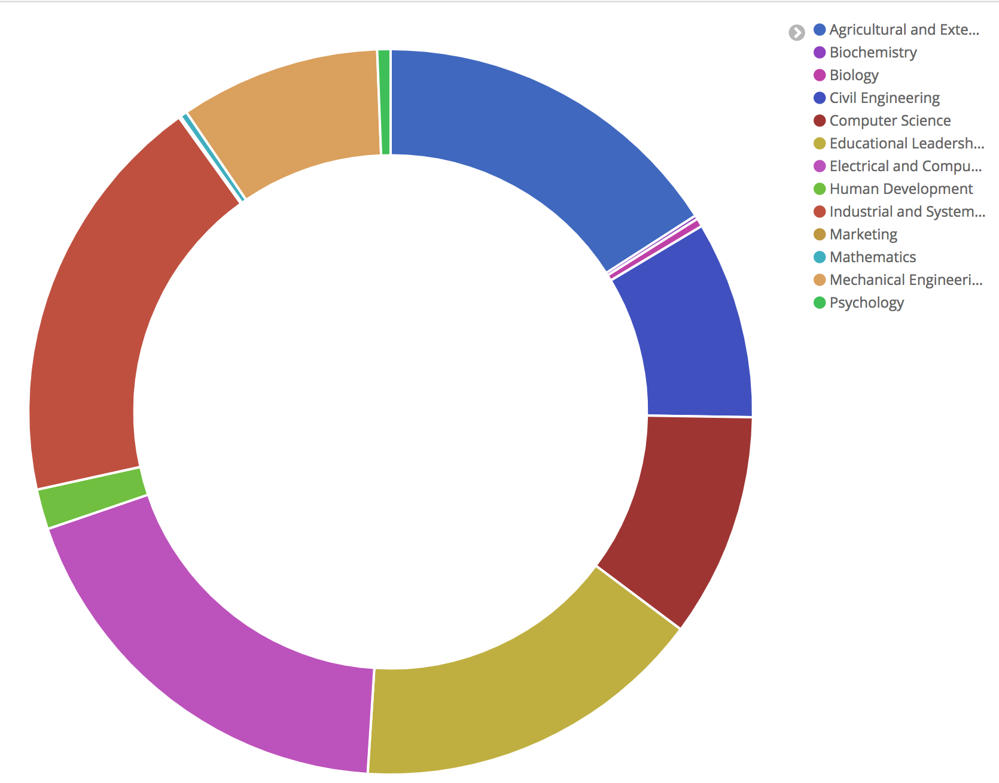 Agricultural and Exte...
Biochemistry
Biology
Civil Engineering
Computer Science
Educational Leadersh...
Electrical and Compu...
Human Development
Industrial and System...
Marketing
Mathematics
Mechanical Engineeri...
Psychology